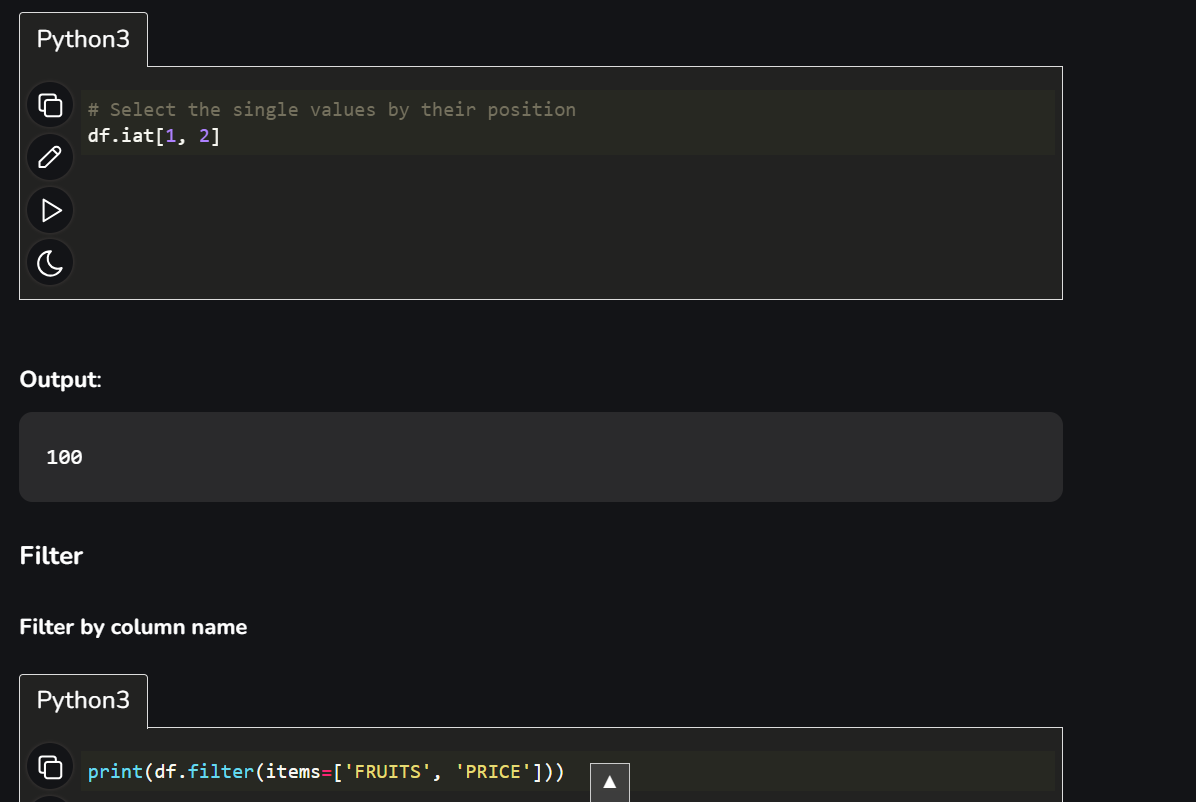 Python3
# Select the single values by their position
df.iat[1, 2]
Output:
100
Filter
Filter by column name
Python3
print(df.filter(items=['FRUITS', 'PRICE']))